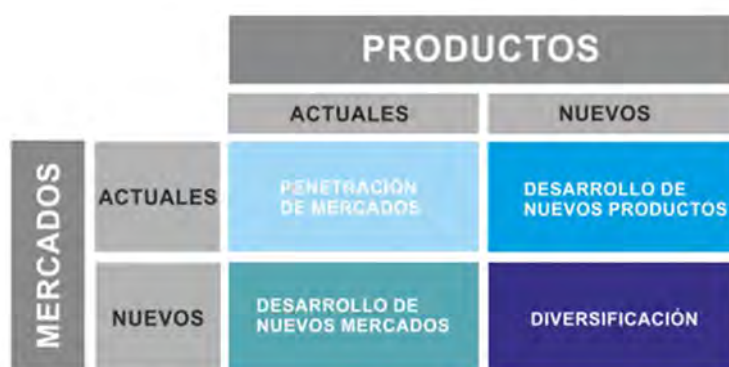 PRODUCTOS
ACTUALES
NUEVOS
MERCADOS
ACTUALES
PENETRACIÓN
DE MERCADOS
DESARROLLO DE
NUEVOS PRODUCTOS
NUEVOS
DESARROLLO DE
NUEVOS MERCADOS
DIVERSIFICACIÓN